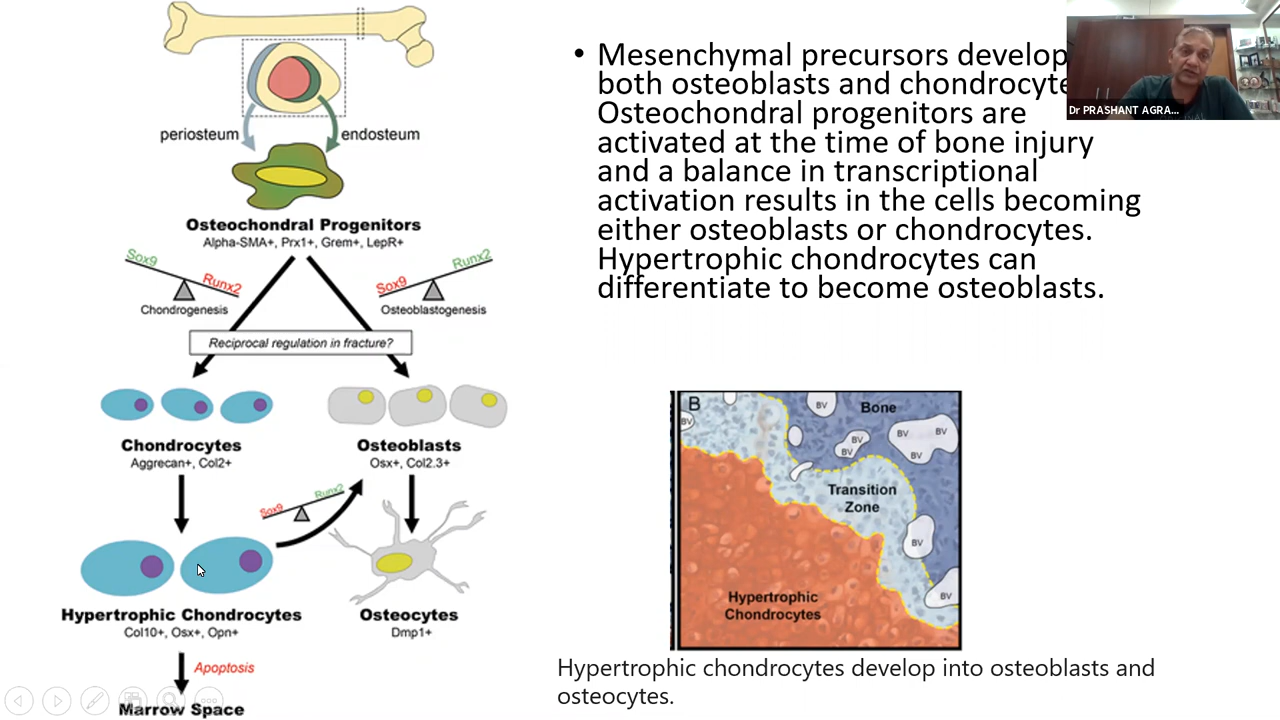 periosteum
endosteum
Osteochondral Progenitors
Alpha-SMA+, Prx1+, Grem+, LepR+
Sox9
Runx2
Chondrogenesis
Sox9
Runx2
Osteoblastogenesis
Reciprocal regulation in fracture?
Chondrocytes
Aggrecan+, Col2+
Osteoblasts
Osx+, Col2.3+
Sox9
Runx2
Hypertrophic Chondrocytes
Col10+, Osx+, Opn+
Osteocytes
Dmp1+
Apoptosis
Marrow Space
• Mesenchymal precursors develop
both osteoblasts and chondrocyte
Osteochondral progenitors are
activated at the time of bone injury
and a balance in transcriptional
activation results in the cells becoming
either osteoblasts or chondrocytes.
Hypertrophic chondrocytes can
differentiate to become osteoblasts.
Dr PRASHANT AGRA...
B
BV
BV
Bone
BV
BV
BV
BV
BV
Transition
Zone
BV
BV
Hypertrophic
Chondrocytes
Hypertrophic chondrocytes develop into osteoblasts and
osteocytes.